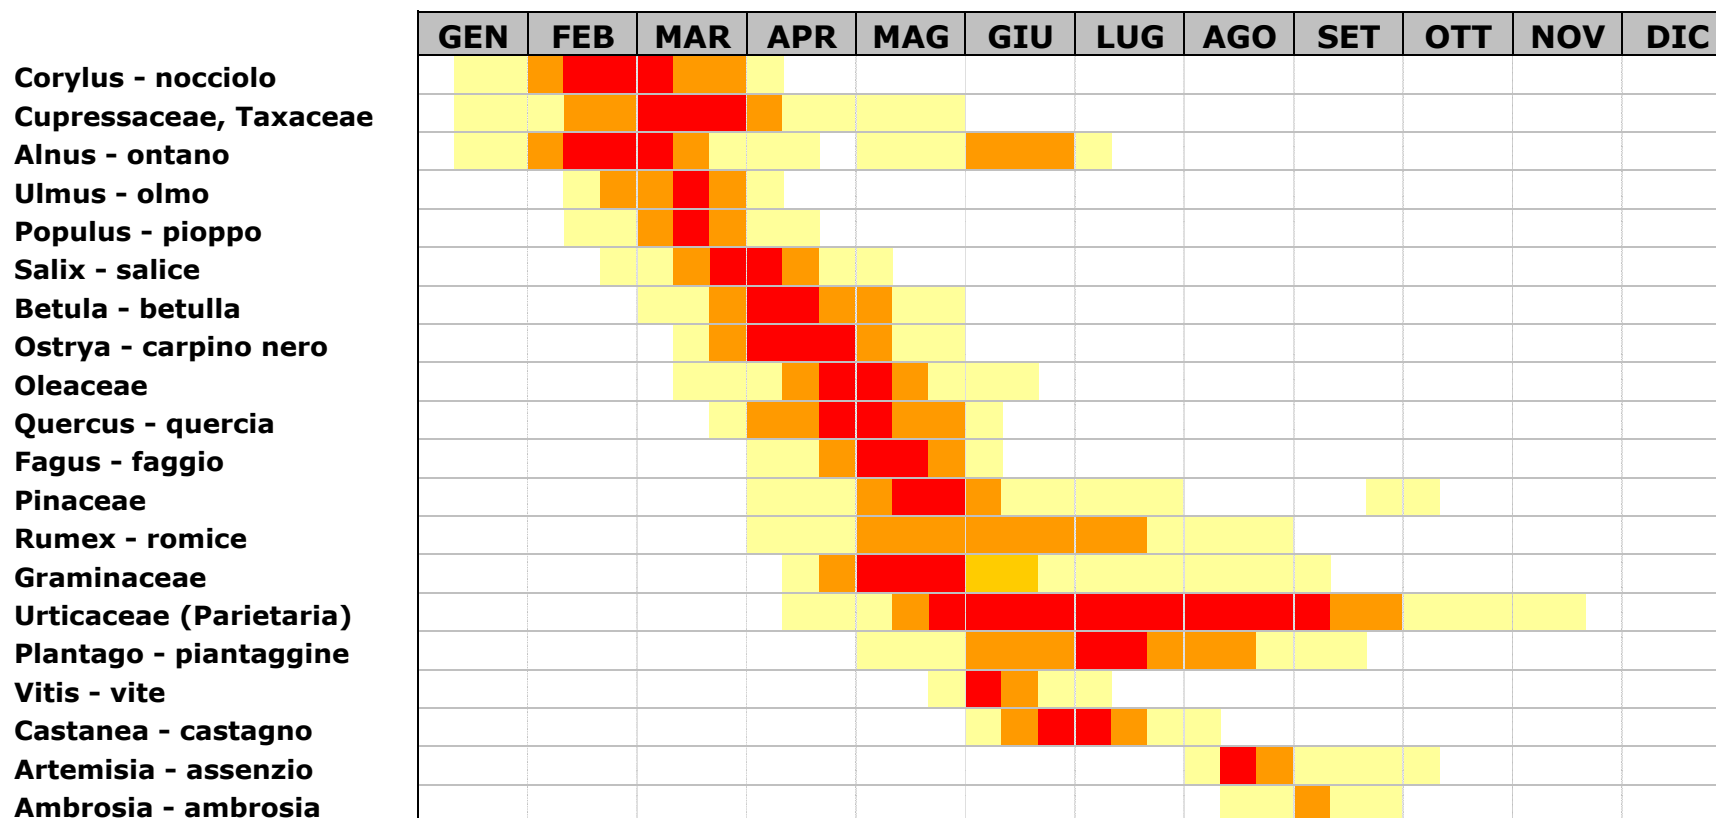 GEN FEB MAR APR MAG GIU LUG AGO SET OTT NOV DIC
Corylus - nocciolo
Cupressaceae, Taxaceae
Alnus - ontano
Ulmus - olmo
Populus - pioppo
Salix - salice
Betula - betulla
Ostrya - carpino nero
Oleaceae
Quercus - quercia
Fagus - faggio
Pinaceae
Rumex - romice
Graminaceae
Urticaceae (Parietaria)
Plantago - piantaggine
Vitis - vite
Castanea - castagno
Artemisia - assenzio
Ambrosia - ambrosia